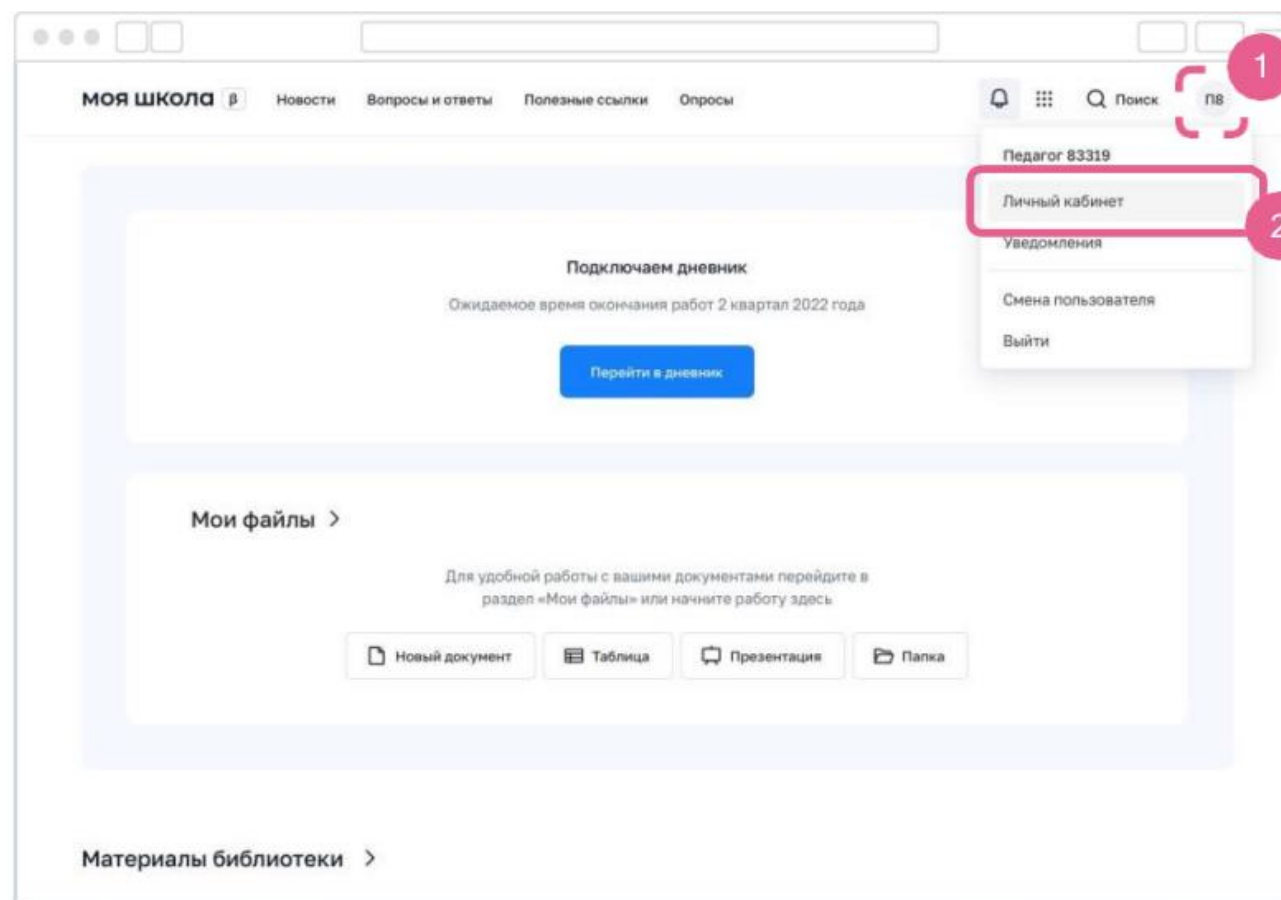 1
моя школа β Новости Вопросы и ответы Полезные ссылки Опросы Поиск П8
Педагог 83319
Личный кабинет
2
Уведомления
Смена пользователя
Выйти
Подключаем дневник
Ожидаемое время окончания работ 2 квартал 2022 года
Перейти в дневник
Мои файлы >
Для удобной работы с вашими документами перейдите в
раздел «Мои файлы» или начните работу здесь
Новый документ Таблица Презентация Папка
Материалы библиотеки >